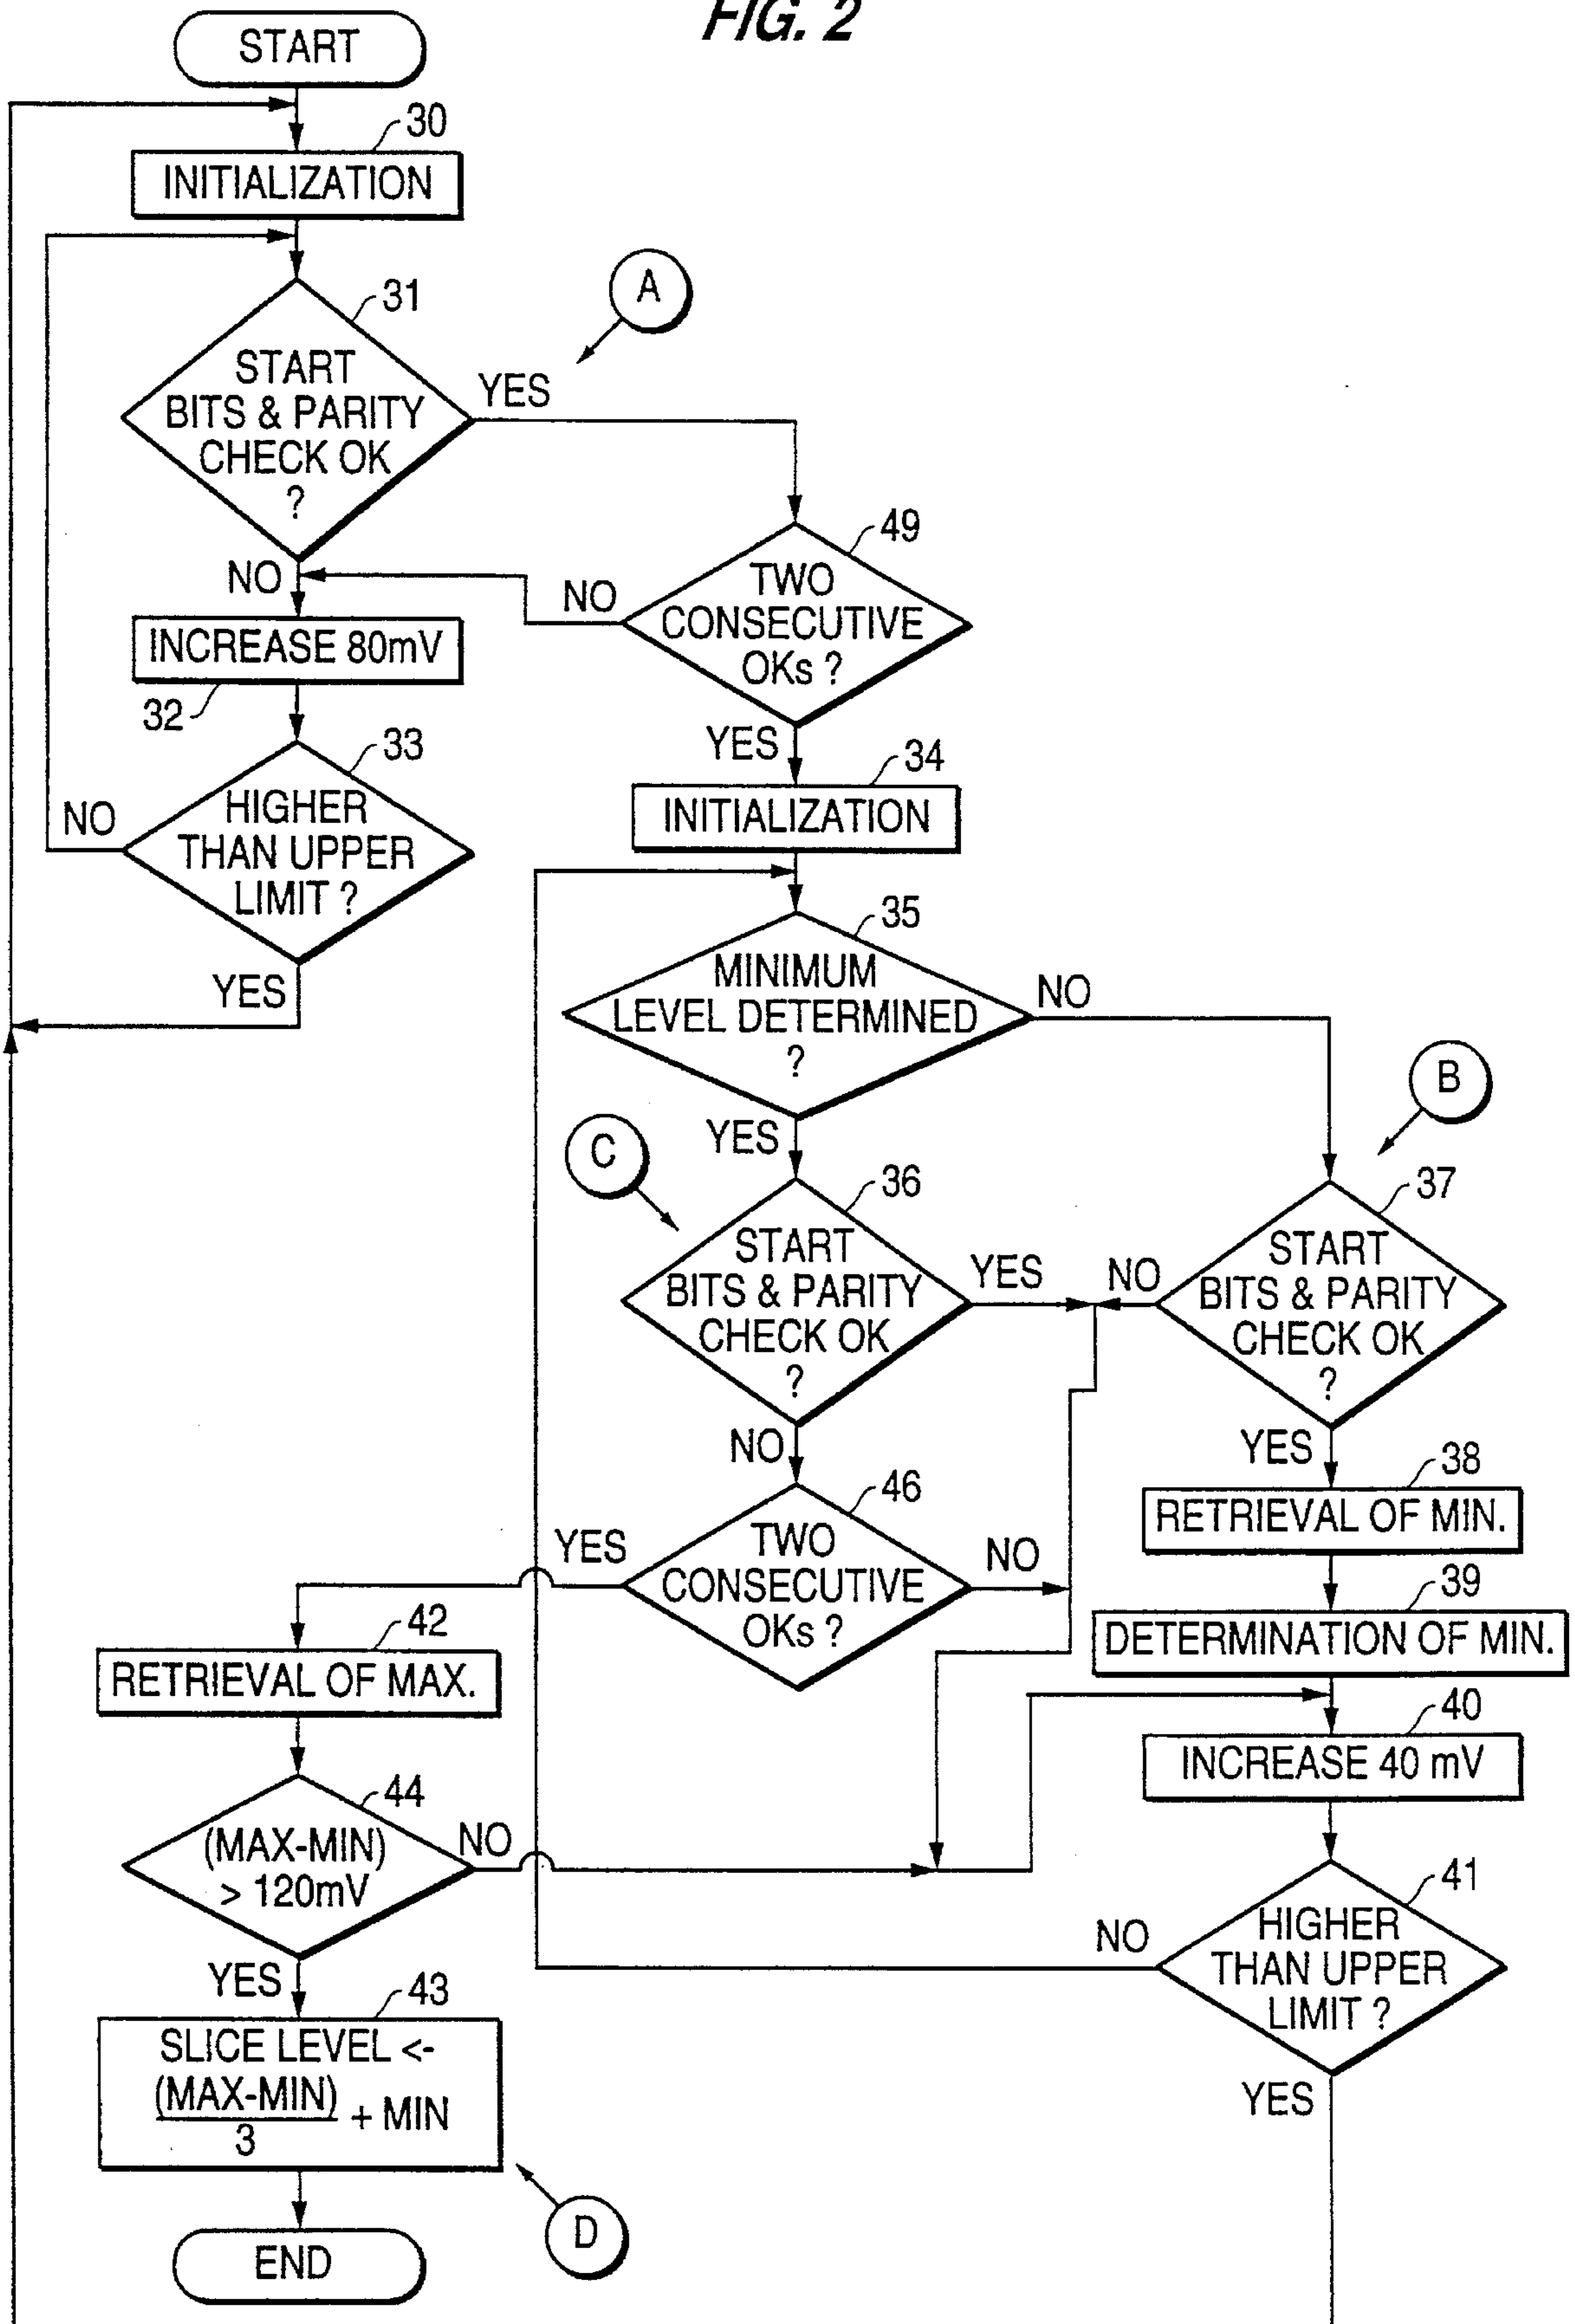 FIG. 2
START
30
INITIALIZATION
31
A
START
BITS & PARITY
CHECK OK
?
YES
49
NO
TWO
CONSECUTIVE
OKs ?
NO
INCREASE 80mV
32
YES
33
34
HIGHER
THAN UPPER
LIMIT ?
NO
INITIALIZATION
YES
35
MINIMUM
LEVEL DETERMINED
?
NO
B
YES
C
36
37
START
BITS & PARITY
CHECK OK
?
YES
NO
START
BITS & PARITY
CHECK OK
?
NO
YES
46
38
RETRIEVAL OF MIN.
TWO
CONSECUTIVE
OKs ?
YES
NO
39
DETERMINATION OF MIN.
42
RETRIEVAL OF MAX.
40
INCREASE 40 mV
44
(MAX-MIN)
> 120mV
NO
41
HIGHER
THAN UPPER
LIMIT ?
NO
YES
43
SLICE LEVEL <-
(MAX-MIN)
3
+ MIN
YES
D
END